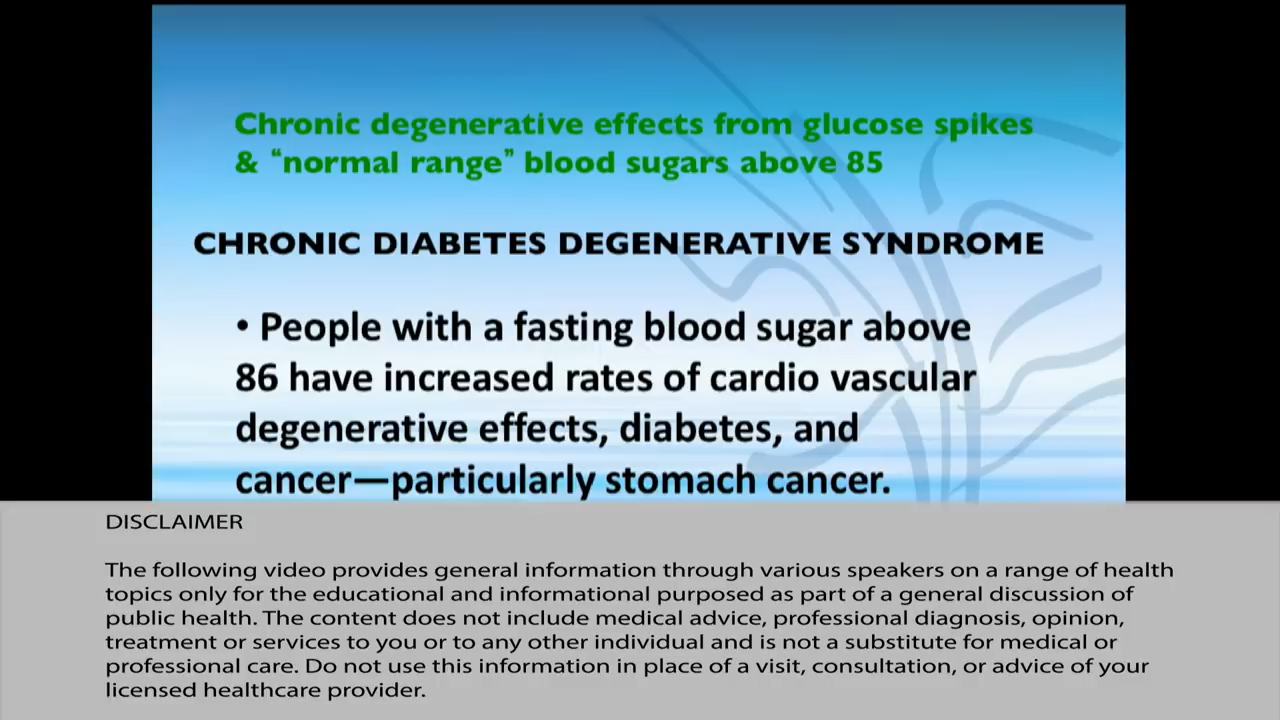 Chronic degenerative effects from glucose spikes
& “normal range” blood sugars above 85
CHRONIC DIABETES DEGENERATIVE SYNDROME
• People with a fasting blood sugar above
86 have increased rates of cardio vascular
degenerative effects, diabetes, and
cancer—particularly stomach cancer.
DISCLAIMER
The following video provides general information through various speakers on a range of health
topics only for the educational and informational purposed as part of a general discussion of
public health. The content does not include medical advice, professional diagnosis, opinion,
treatment or services to you or to any other individual and is not a substitute for medical or
professional care. Do not use this information in place of a visit, consultation, or advice of your
licensed healthcare provider.